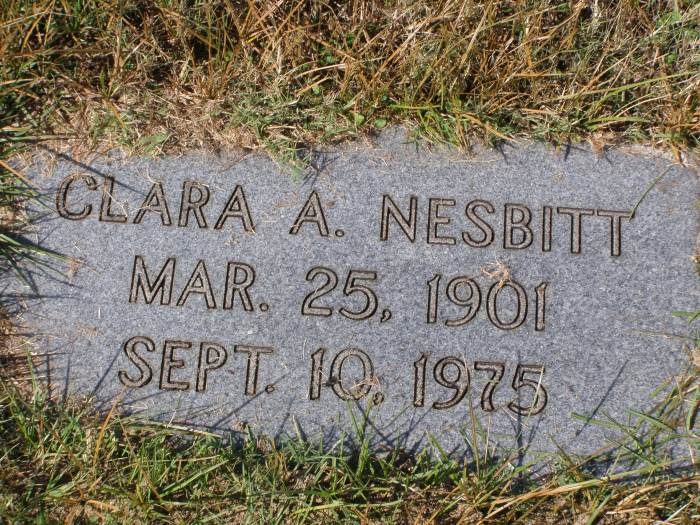 CLARA A. NESBITT
MAR. 25, 1901
SEPT. 10, 1975